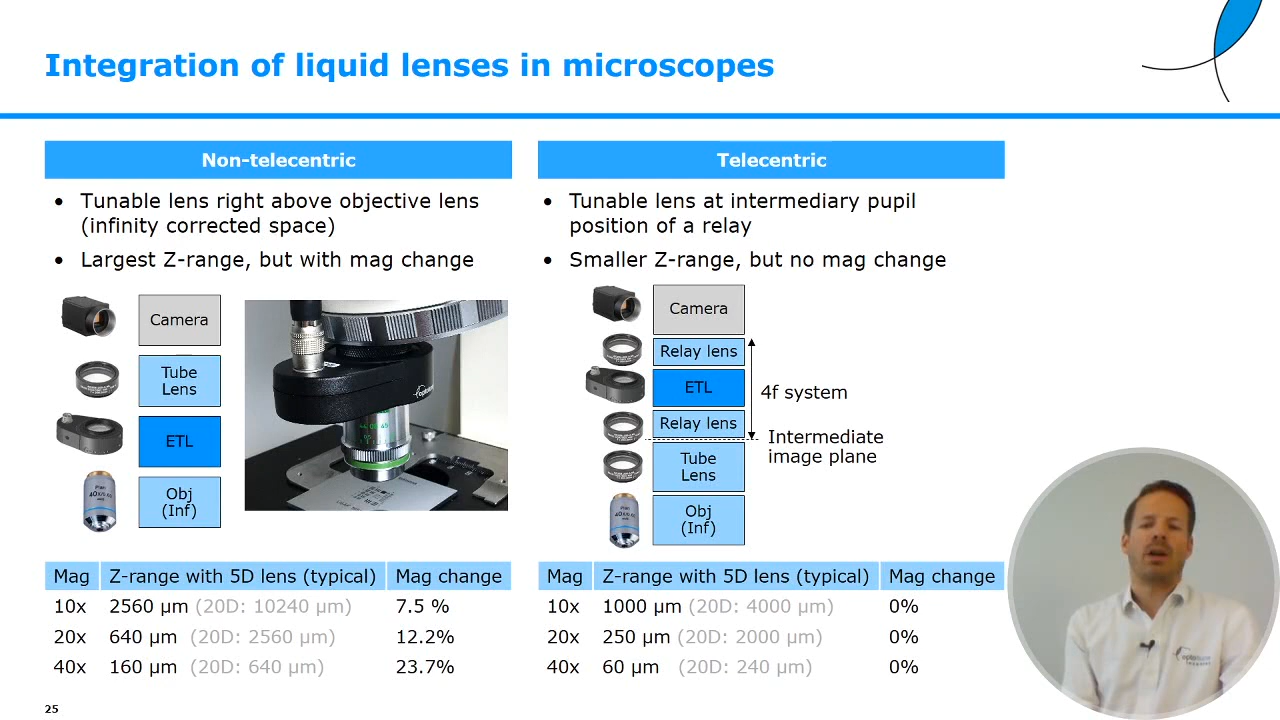 Integration of liquid lenses in microscopes
Non-telecentric
• Tunable lens right above objective lens
(infinity corrected space)
• Largest Z-range, but with mag change
Camera
Tube
Lens
ETL
Obj
(Inf)
Plan
40X/0.65
optotune
Mag Z-range with 5D lens (typical) Mag change
10x 2560 µm (20D: 10240 µm) 7.5 %
20x 640 µm (20D: 2560 µm) 12.2%
40x 160 µm (20D: 640 µm) 23.7%
Telecentric
• Tunable lens at intermediary pupil
position of a relay
• Smaller Z-range, but no mag change
Camera
Relay lens
ETL
Relay lens
Tube
Lens
Obj
(Inf)
4f system
Intermediate
image plane
Mag Z-range with 5D lens (typical) Mag change
10x 1000 µm (20D: 4000 µm) 0%
20x 250 µm (20D: 2000 µm) 0%
40x 60 µm (20D: 240 µm) 0%
optotune
25